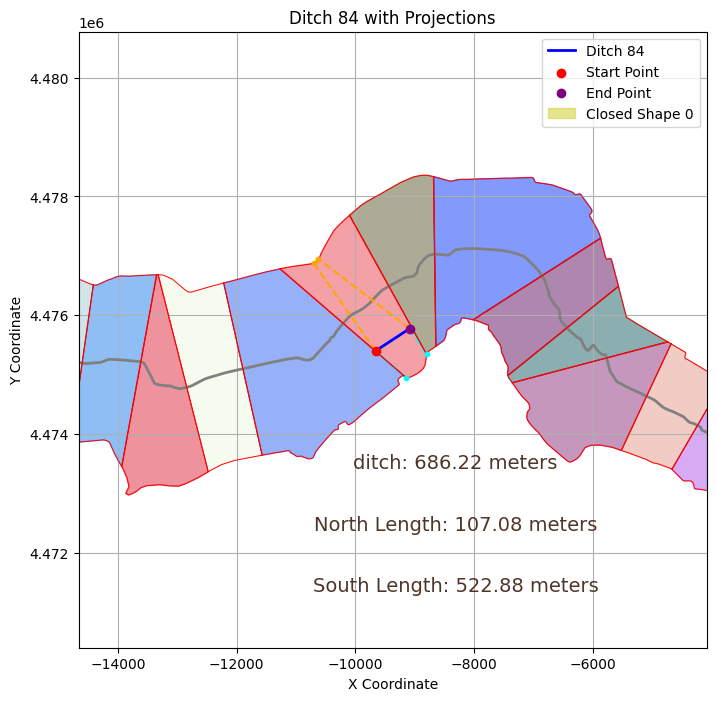 Ditch 84 with Projections
1e6
Ditch 84
Start Point
End Point
Closed Shape 0
4.480
4.478
4.476
4.474
4.472
Y Coordinate
ditch: 686.22 meters
North Length: 107.08 meters
South Length: 522.88 meters
−14000 −12000 −10000 −8000 −6000
X Coordinate